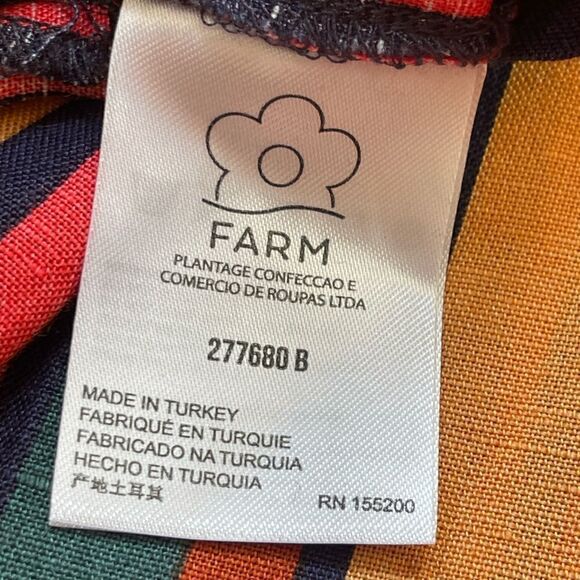 FARM
PLANTAGE CONFECCAO E
COMERCIO DE ROUPAS LTDA
277680 B
MADE IN TURKEY
FABRIQUÉ EN TURQUIE
FABRICADO NA TURQUIA
HECHO EN TURQUIA
产地土耳其
RN 155200